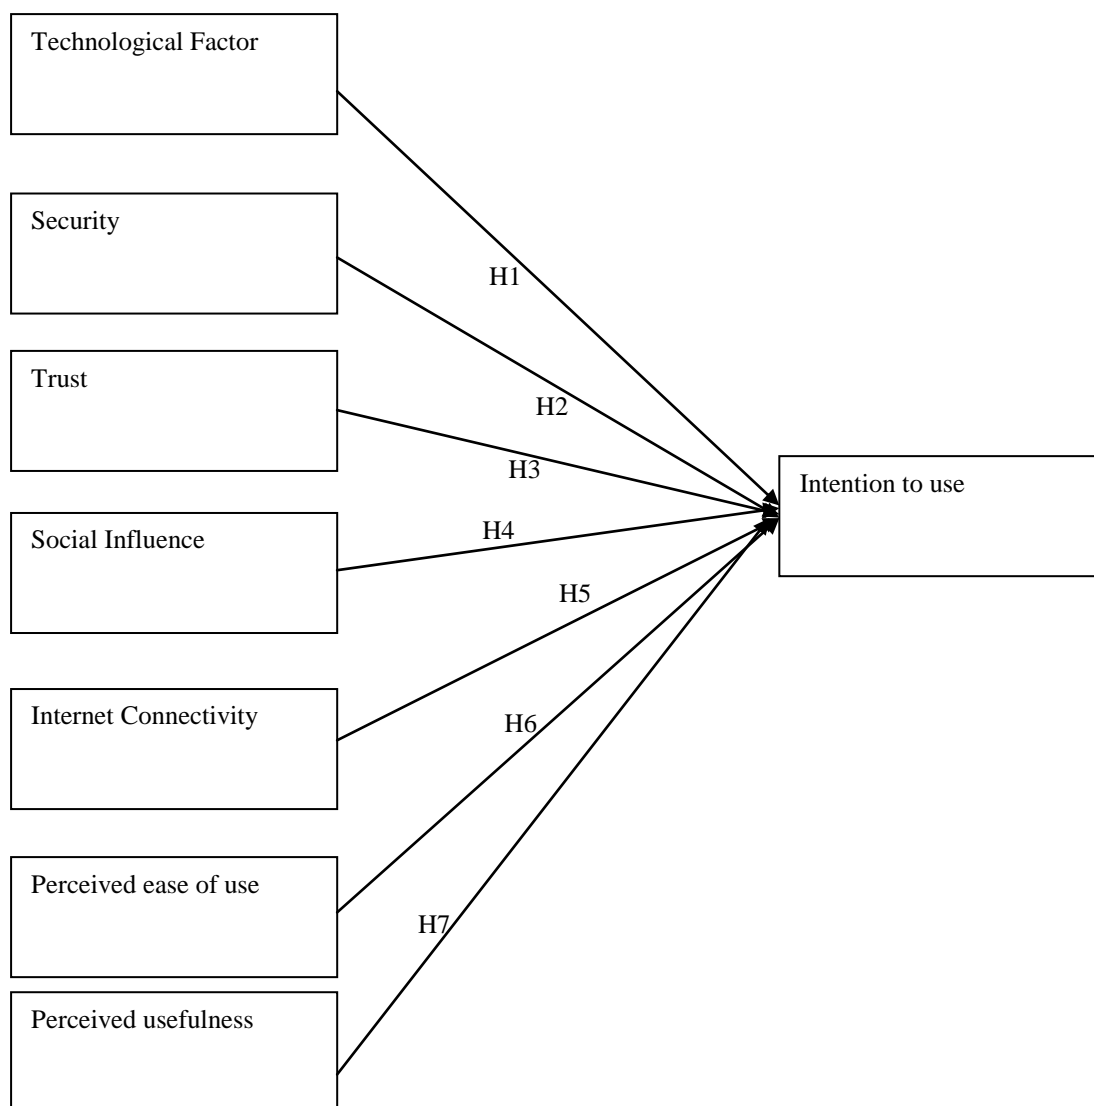 Technological Factor
Security
H1
Trust
H2
H3
Intention to use
Social Influence
H4
H5
Internet Connectivity
H6
Perceived ease of use
H7
Perceived usefulness